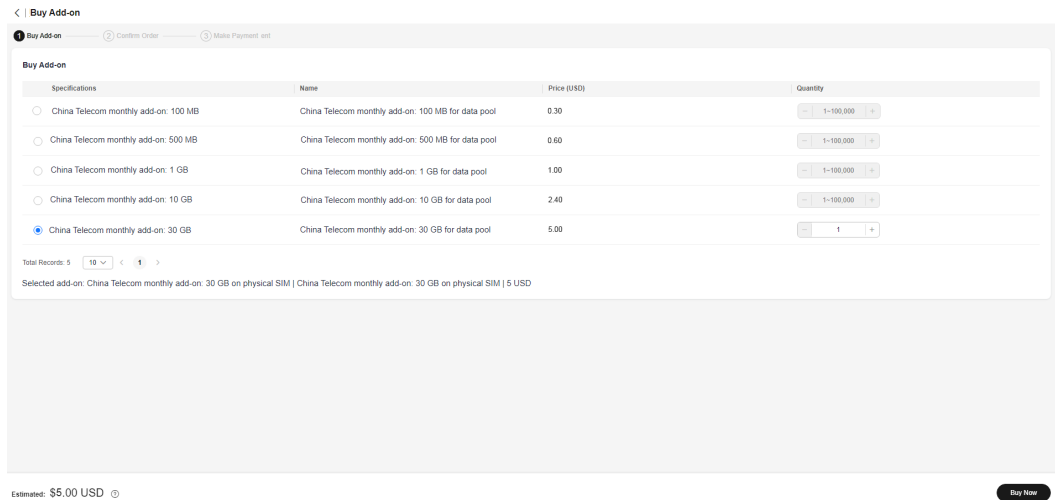 Buy Add-on
1 Buy Add-on 2 Confirm Order 3 Make Payment ent
Buy Add-on
Specifications Name Price (USD) Quantity
China Telecom monthly add-on: 100 MB China Telecom monthly add-on: 100 MB for data pool 0.30 − 1~100,000 +
China Telecom monthly add-on: 500 MB China Telecom monthly add-on: 500 MB for data pool 0.60 − 1~100,000 +
China Telecom monthly add-on: 1 GB China Telecom monthly add-on: 1 GB for data pool 1.00 − 1~100,000 +
China Telecom monthly add-on: 10 GB China Telecom monthly add-on: 10 GB for data pool 2.40 − 1~100,000 +
China Telecom monthly add-on: 30 GB China Telecom monthly add-on: 30 GB for data pool 5.00 − 1 +
Total Records: 5 10 < 1 >
Selected add-on: China Telecom monthly add-on: 30 GB on physical SIM | China Telecom monthly add-on: 30 GB on physical SIM | 5 USD
Estimated: $5.00 USD ? Buy Now